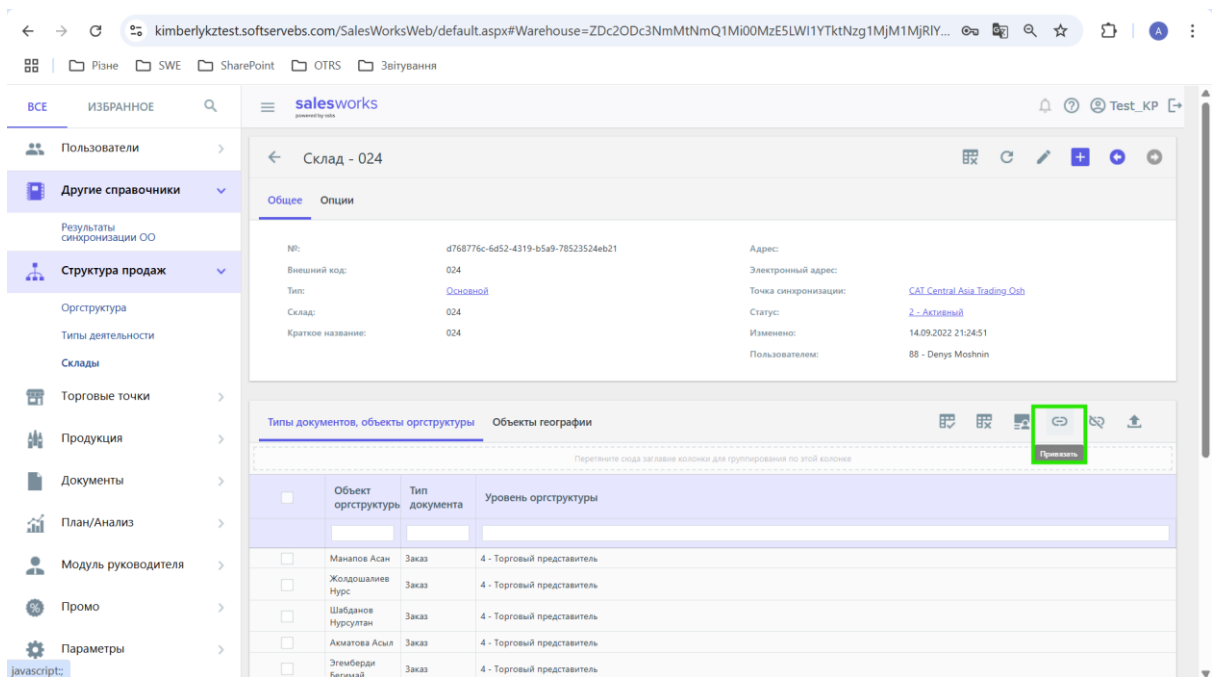 kimberlykztest.softservebs.com/SalesWorksWeb/default.aspx#Warehouse=ZDc2ODc3NmMtNmQ1Mi00MzE5LWI1YTktNzg1MjM1MjRlY...
A
Різне SWE SharePoint OTRS Звітування
ВСЕ ИЗБРАННОЕ
salesworks
Test_KP
Пользователи
Другие справочники
Результаты
синхронизации ОО
Структура продаж
Оргструктура
Типы деятельности
Склады
Торговые точки
Продукция
Документы
План/Анализ
Модуль руководителя
Промо
Параметры
javascript:;
Склад - 024
Общее Опции
№: d768776c-6d52-4319-b5a9-78523524eb21
Внешний код: 024
Тип: Основной
Склад: 024
Краткое название: 024
Адрес:
Электронный адрес:
Точка синхронизации: CAT Central Asia Trading Osh
Статус: 2 - Активный
Изменено: 14.09.2022 21:24:51
Пользователем: 88 - Denys Moshnin
Типы документов, объекты оргструктуры Объекты географии
Привязать
Перетяните сюда заглавие колонки для группирования по этой колонке
Объект
оргструктуры
Тип
документа
Уровень оргструктуры
Манапов Асан Заказ 4 - Торговый представитель
Жолдошалиев
Нурс
Заказ 4 - Торговый представитель
Шабданов
Нурсултан
Заказ 4 - Торговый представитель
Акматова Асыл Заказ 4 - Торговый представитель
Эгемберди
Бегимай
Заказ 4 - Торговый представитель